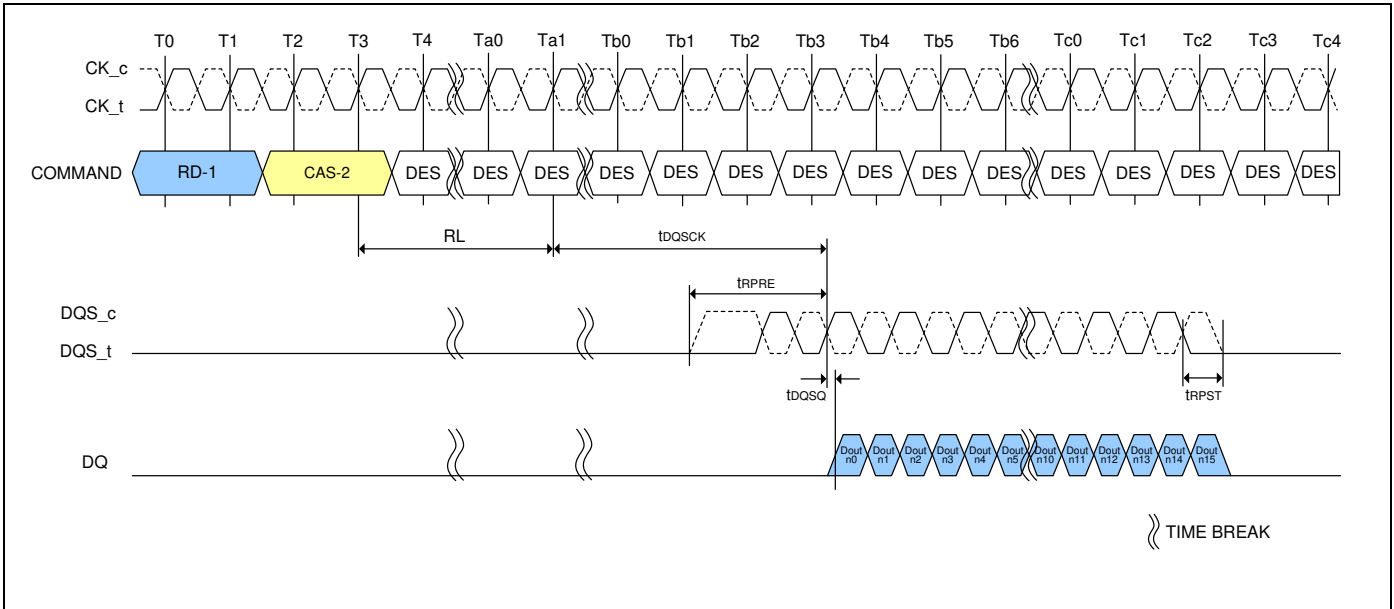 T0 T1 T2 T3 T4 Ta0 Ta1 Tb0 Tb1 Tb2 Tb3 Tb4 Tb5 Tb6 Tc0 Tc1 Tc2 Tc3 Tc4
CK_c
CK_t
COMMAND RD-1 CAS-2 DES DES DES DES DES DES DES DES DES DES DES DES DES DES DES
RL tDQSCK
tRPRE
DQS_c
DQS_t
tDQSQ tRPST
DQ Dout n0 Dout n1 Dout n2 Dout n3 Dout n4 Dout n5 Dout n10 Dout n11 Dout n12 Dout n13 Dout n14 Dout n15
TIME BREAK